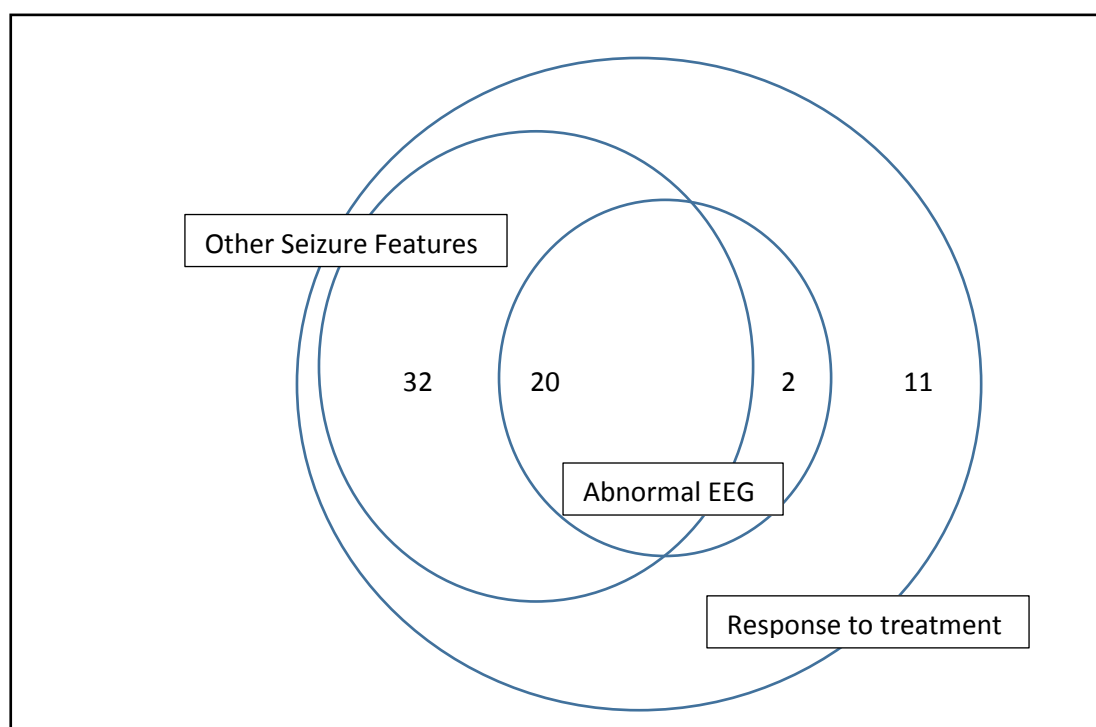 Other Seizure Features
32 20 2 11
Abnormal EEG
Response to treatment